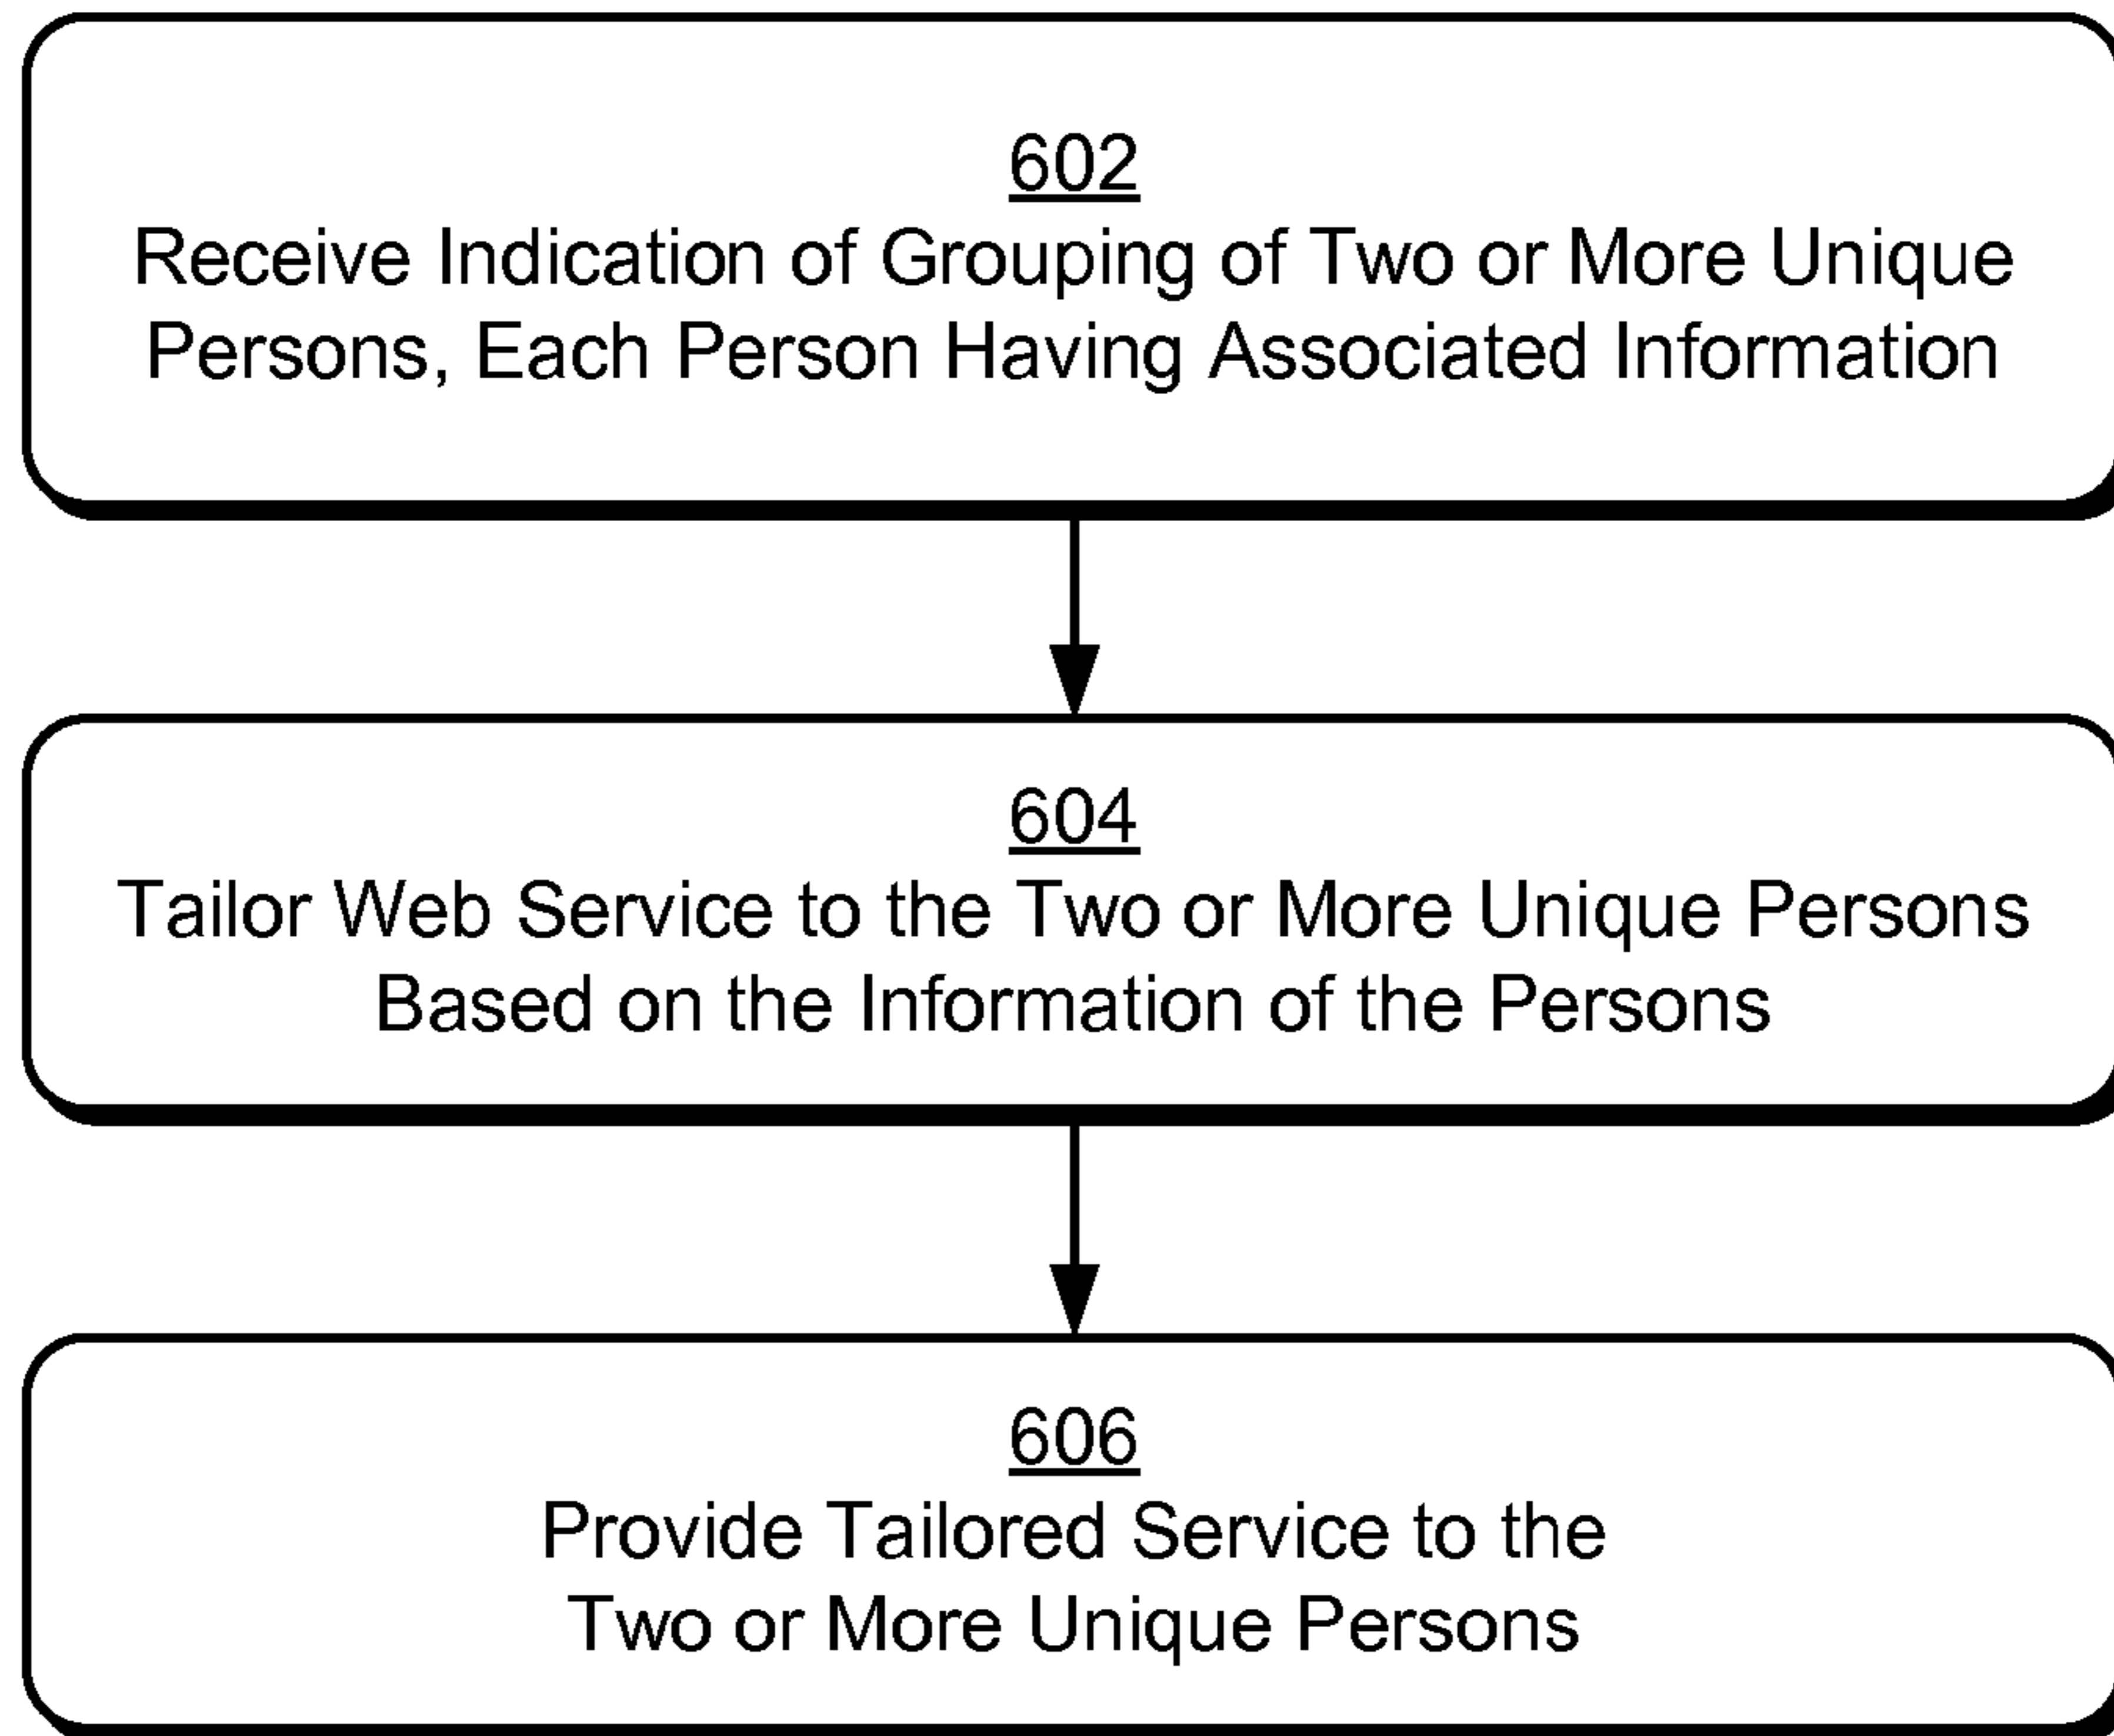 602
Receive Indication of Grouping of Two or More Unique
Persons, Each Person Having Associated Information
604
Tailor Web Service to the Two or More Unique Persons
Based on the Information of the Persons
606
Provide Tailored Service to the
Two or More Unique Persons